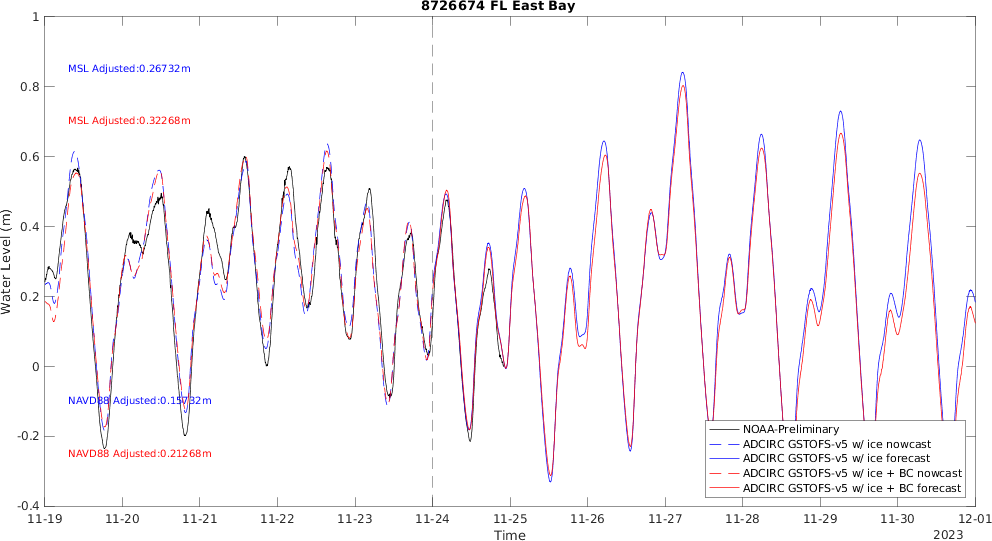 8726674 FL East Bay
1
0.8
0.6
0.4
0.2
0
-0.2
-0.4
Water Level (m)
MSL Adjusted:0.26732m
MSL Adjusted:0.32268m
NAVD88 Adjusted:0.15732m
NAVD88 Adjusted:0.21268m
NOAA-Preliminary
ADCIRC GSTOFS-v5 w/ ice nowcast
ADCIRC GSTOFS-v5 w/ ice forecast
ADCIRC GSTOFS-v5 w/ ice + BC nowcast
ADCIRC GSTOFS-v5 w/ ice + BC forecast
11-19 11-20 11-21 11-22 11-23 11-24 11-25 11-26 11-27 11-28 11-29 11-30 12-01
Time
2023